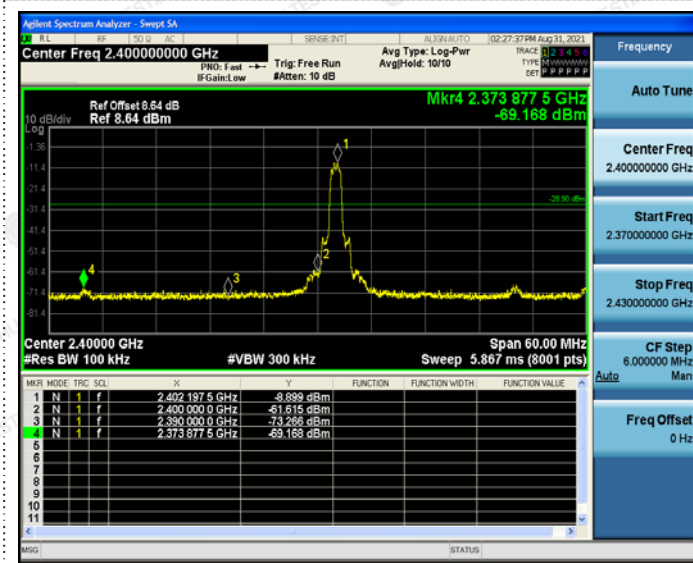 Agilent Spectrum Analyzer - Swept SA
RL RF 50 Ω AC SENSE:INT ALIGNAUTO 02:27:37 PM Aug 31, 2021
Center Freq 2.400000000 GHz
PNO: Fast
IFGain:Low
Trig: Free Run
#Atten: 10 dB
Avg Type: Log-Pwr
Avg|Hold: 10/10
TRACE 1 2 3 4 5 6
TYPE M WWWWW
DET P P P P P P
Ref Offset 8.64 dB
Ref 8.64 dBm
10 dB/div
Log
Mkr4 2.373 877 5 GHz
-69.168 dBm
-1.36
-11.4
-21.4
-31.4
-41.4
-51.4
-61.4
-71.4
-81.4
1
2
3
4
-28.90 dBm
Center 2.40000 GHz Span 60.00 MHz
#Res BW 100 kHz #VBW 300 kHz Sweep 5.867 ms (8001 pts)
MKR MODE TRC SCL X Y FUNCTION FUNCTION WIDTH FUNCTION VALUE
1 N 1 f 2.402 197 5 GHz -8.899 dBm
2 N 1 f 2.400 000 0 GHz -61.615 dBm
3 N 1 f 2.390 000 0 GHz -73.266 dBm
4 N 1 f 2.373 877 5 GHz -69.168 dBm
5
6
7
8
9
10
11
MSG STATUS
Frequency
Auto Tune
Center Freq
2.400000000 GHz
Start Freq
2.370000000 GHz
Stop Freq
2.430000000 GHz
CF Step
6.000000 MHz
Auto Man
Freq Offset
0 Hz